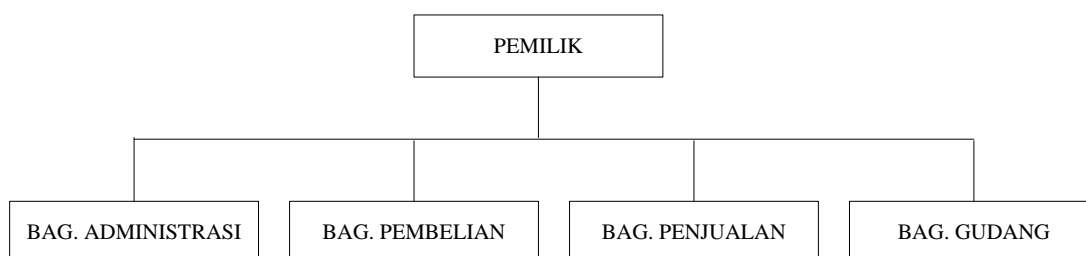 PEMILIK
BAG. ADMINISTRASI
BAG. PEMBELIAN
BAG. PENJUALAN
BAG. GUDANG